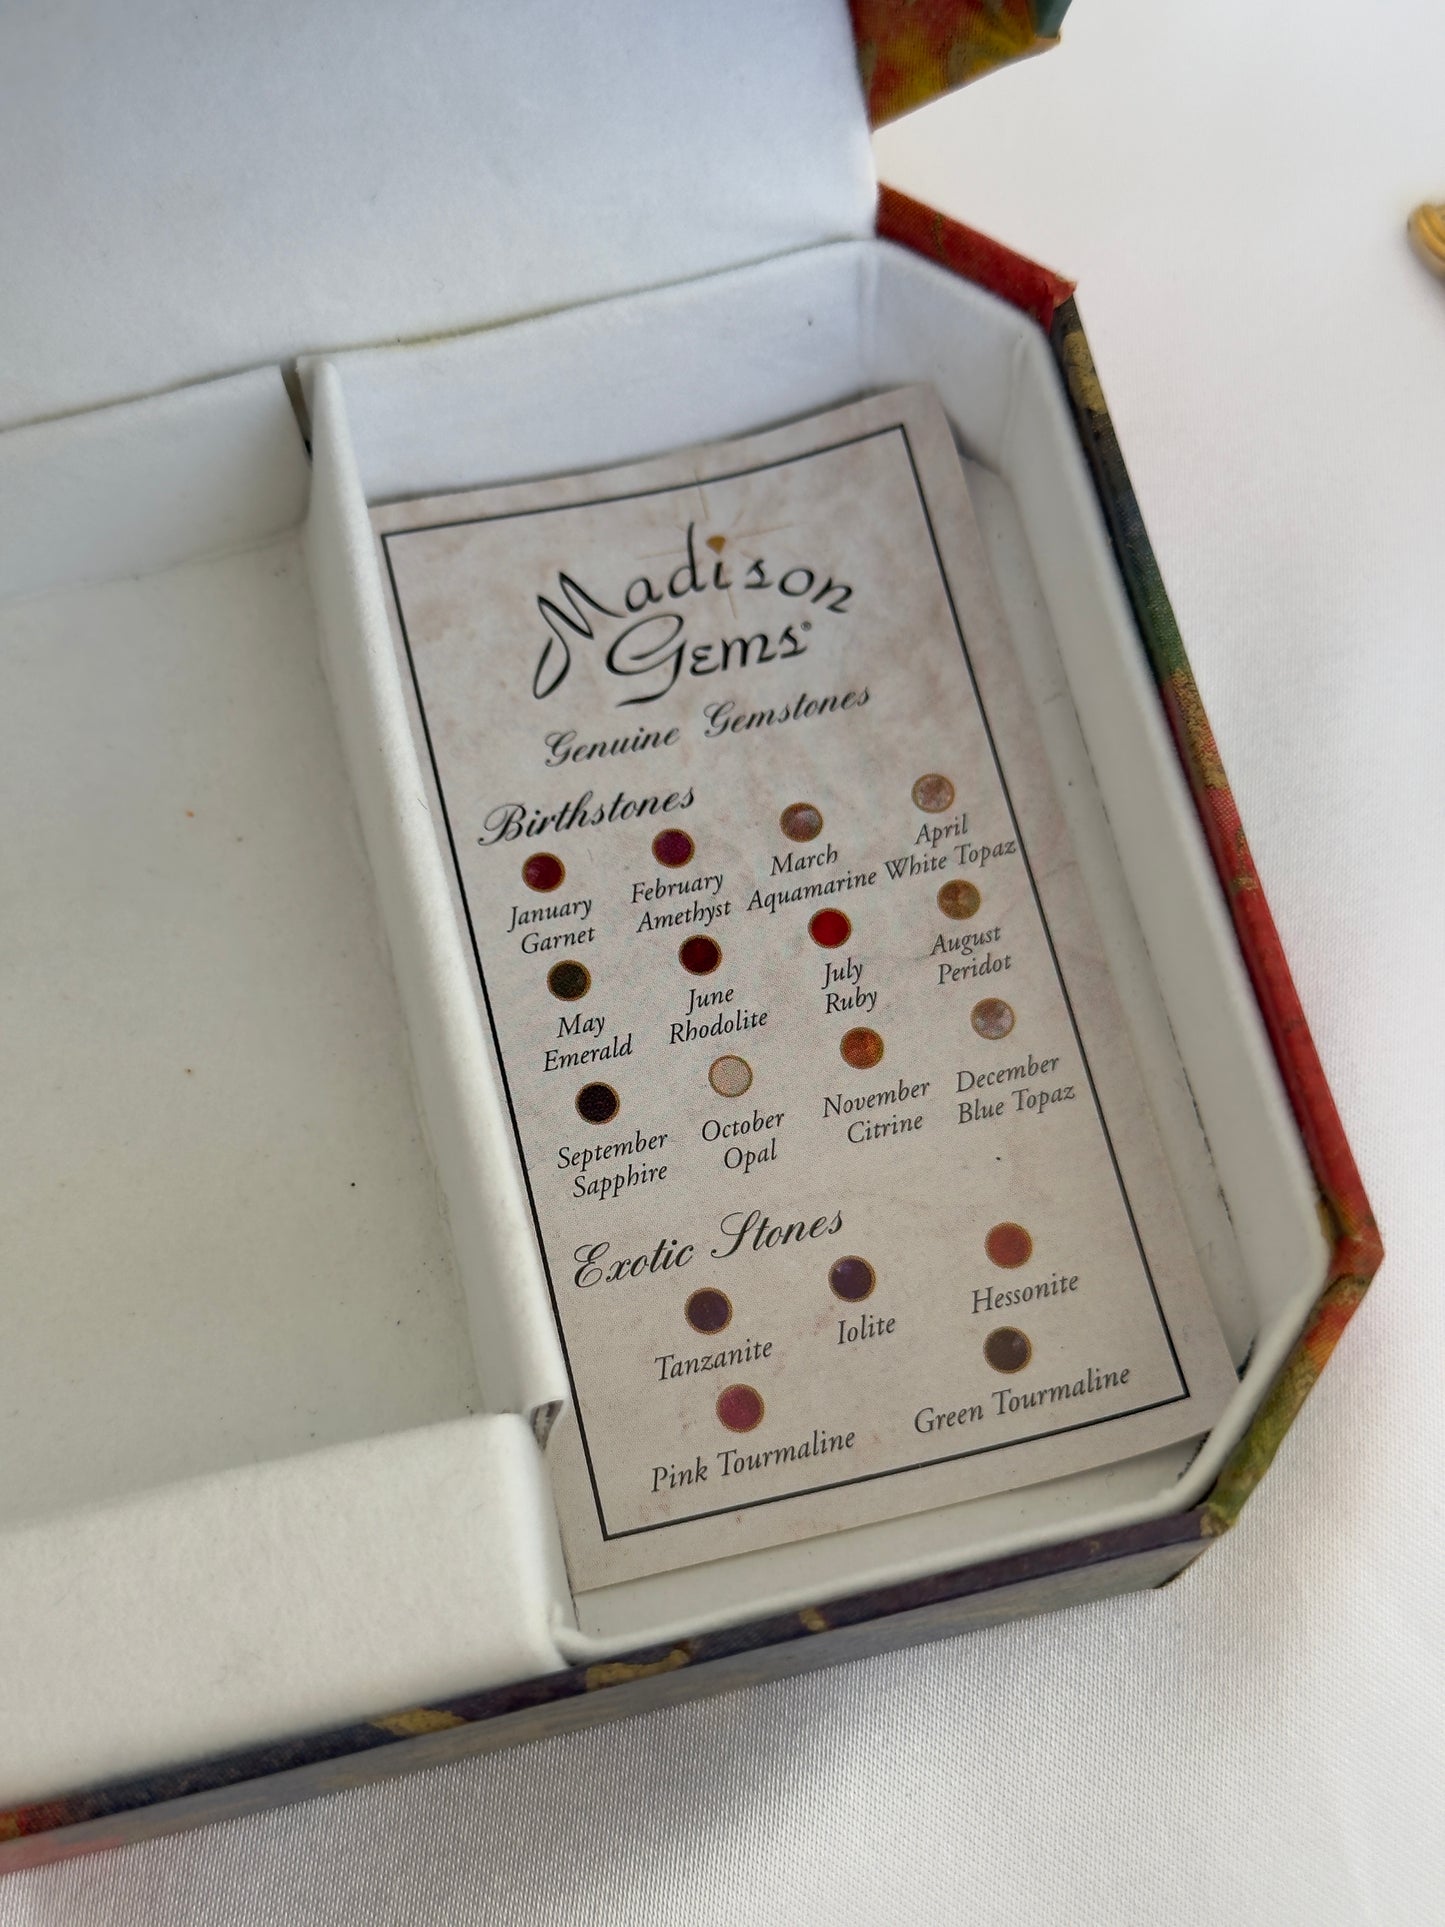 Madison
Gems®
Genuine Gemstones
Birthstones
January
Garnet
February
Amethyst
March
Aquamarine
April
White Topaz
May
Emerald
June
Rhodolite
July
Ruby
August
Peridot
September
Sapphire
October
Opal
November
Citrine
December
Blue Topaz
Exotic Stones
Tanzanite
Iolite
Hessonite
Pink Tourmaline
Green Tourmaline